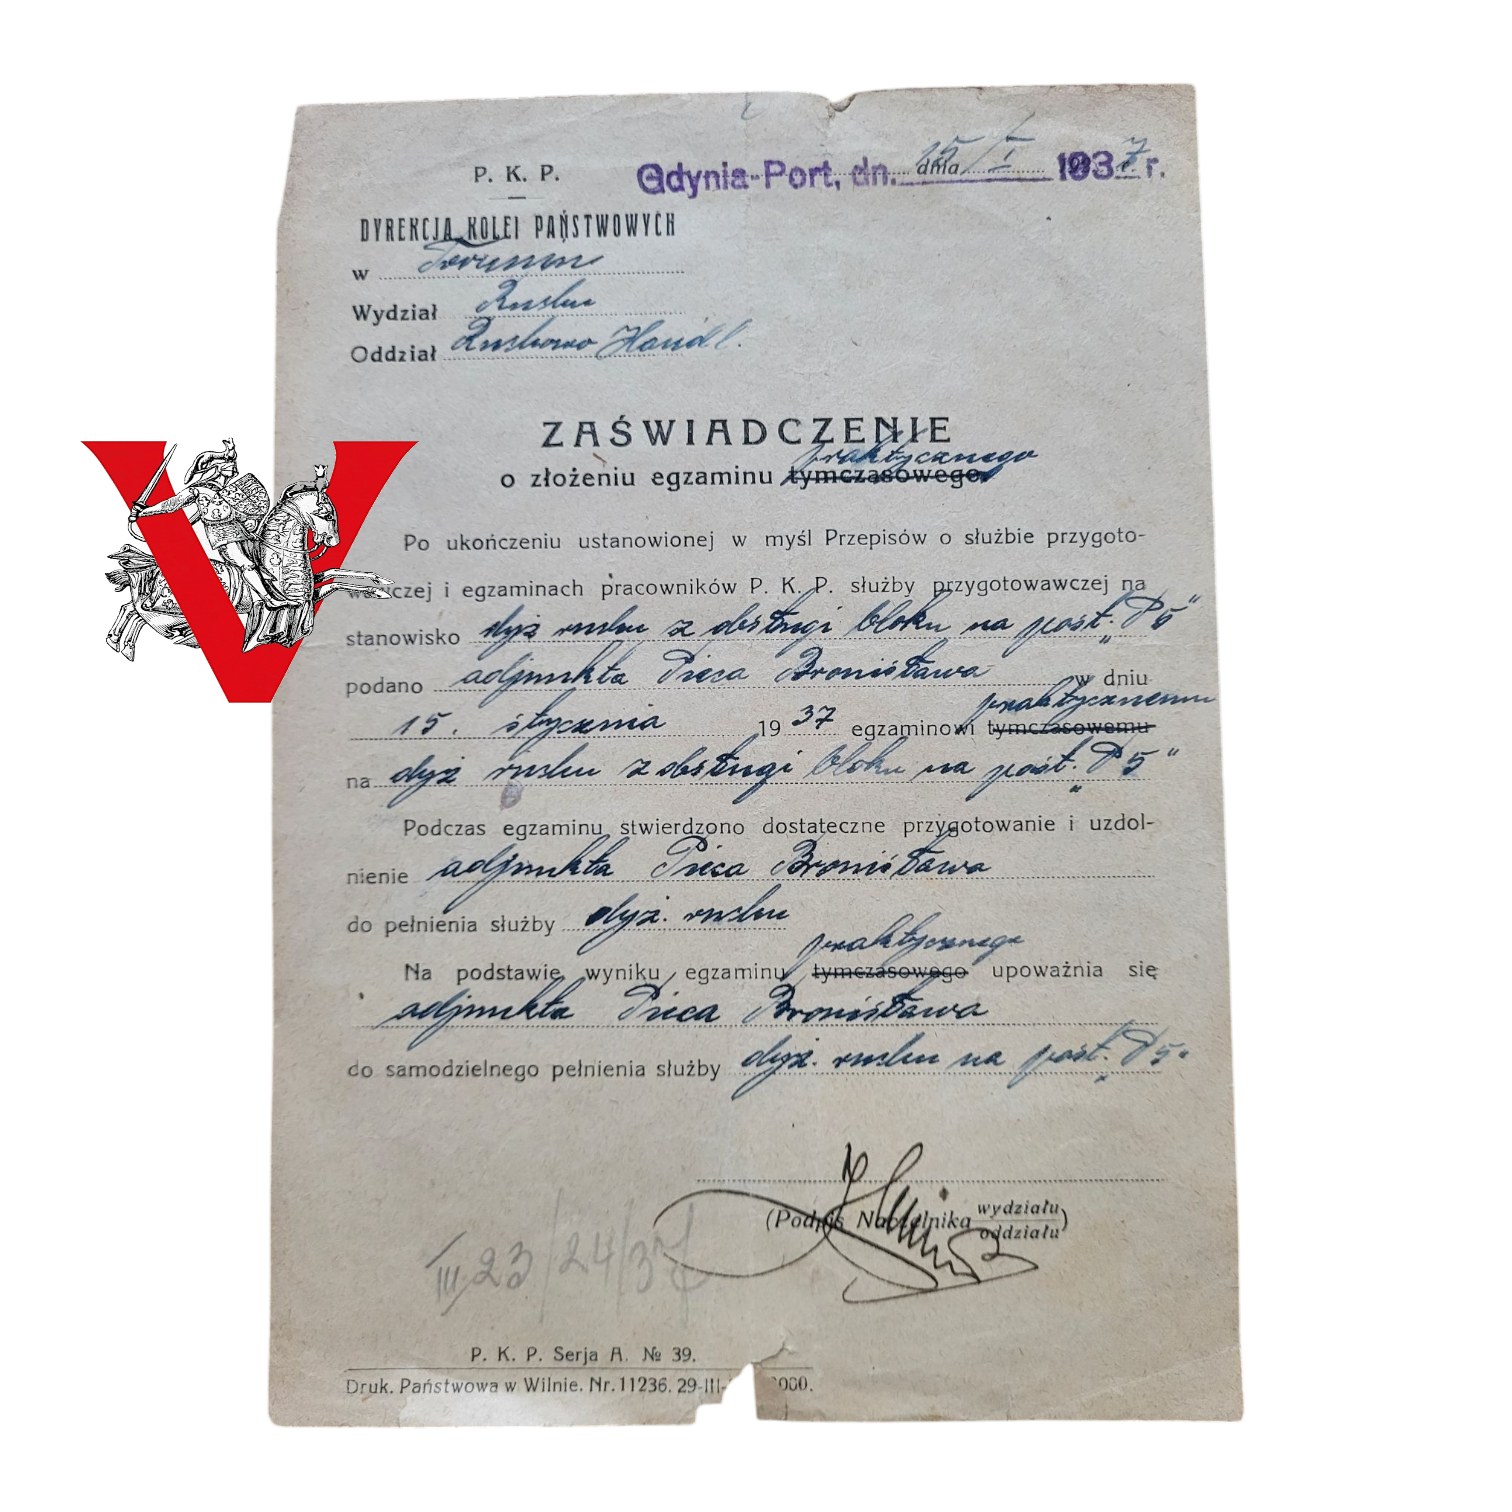 P. K. P.
Gdynia-Port, dn. 15/I dnia 1937 r.
DYREKCJA KOLEI PAŃSTWOWYCH
w Toruniu
Wydział Ruchu
Oddział Ruchowo Handl.
ZAŚWIADCZENIE
praktycznego
o złożeniu egzaminu tymczasowego
Po ukończeniu ustanowionej w myśl Przepisów o służbie przygoto-
wawczej i egzaminach pracowników P. K. P. służby przygotowawczej na
stanowisko dyż ruchu z obsługi bloku na post. „P5"
podano adjunkta Pieca Bronisława w dniu
praktycznemu
15. stycznia 1937 egzaminowi tymczasowemu
na dyż ruchu z obsługi bloku na post. „P5"
Podczas egzaminu stwierdzono dostateczne przygotowanie i uzdol-
nienie adjunkta Pieca Bronisława
do pełnienia służby dyż. ruchu
praktycznego
Na podstawie wyniku egzaminu tymczasowego upoważnia się
adjunkta Pieca Bronisława
do samodzielnego pełnienia służby dyż. ruchu na post. „P5"
(Podpis Naczelnika wydziału
oddziału)
III 23/24/37
P. K. P. Serja A. № 39.
Druk. Państwowa w Wilnie. Nr. 11236. 29-III- 000.
V